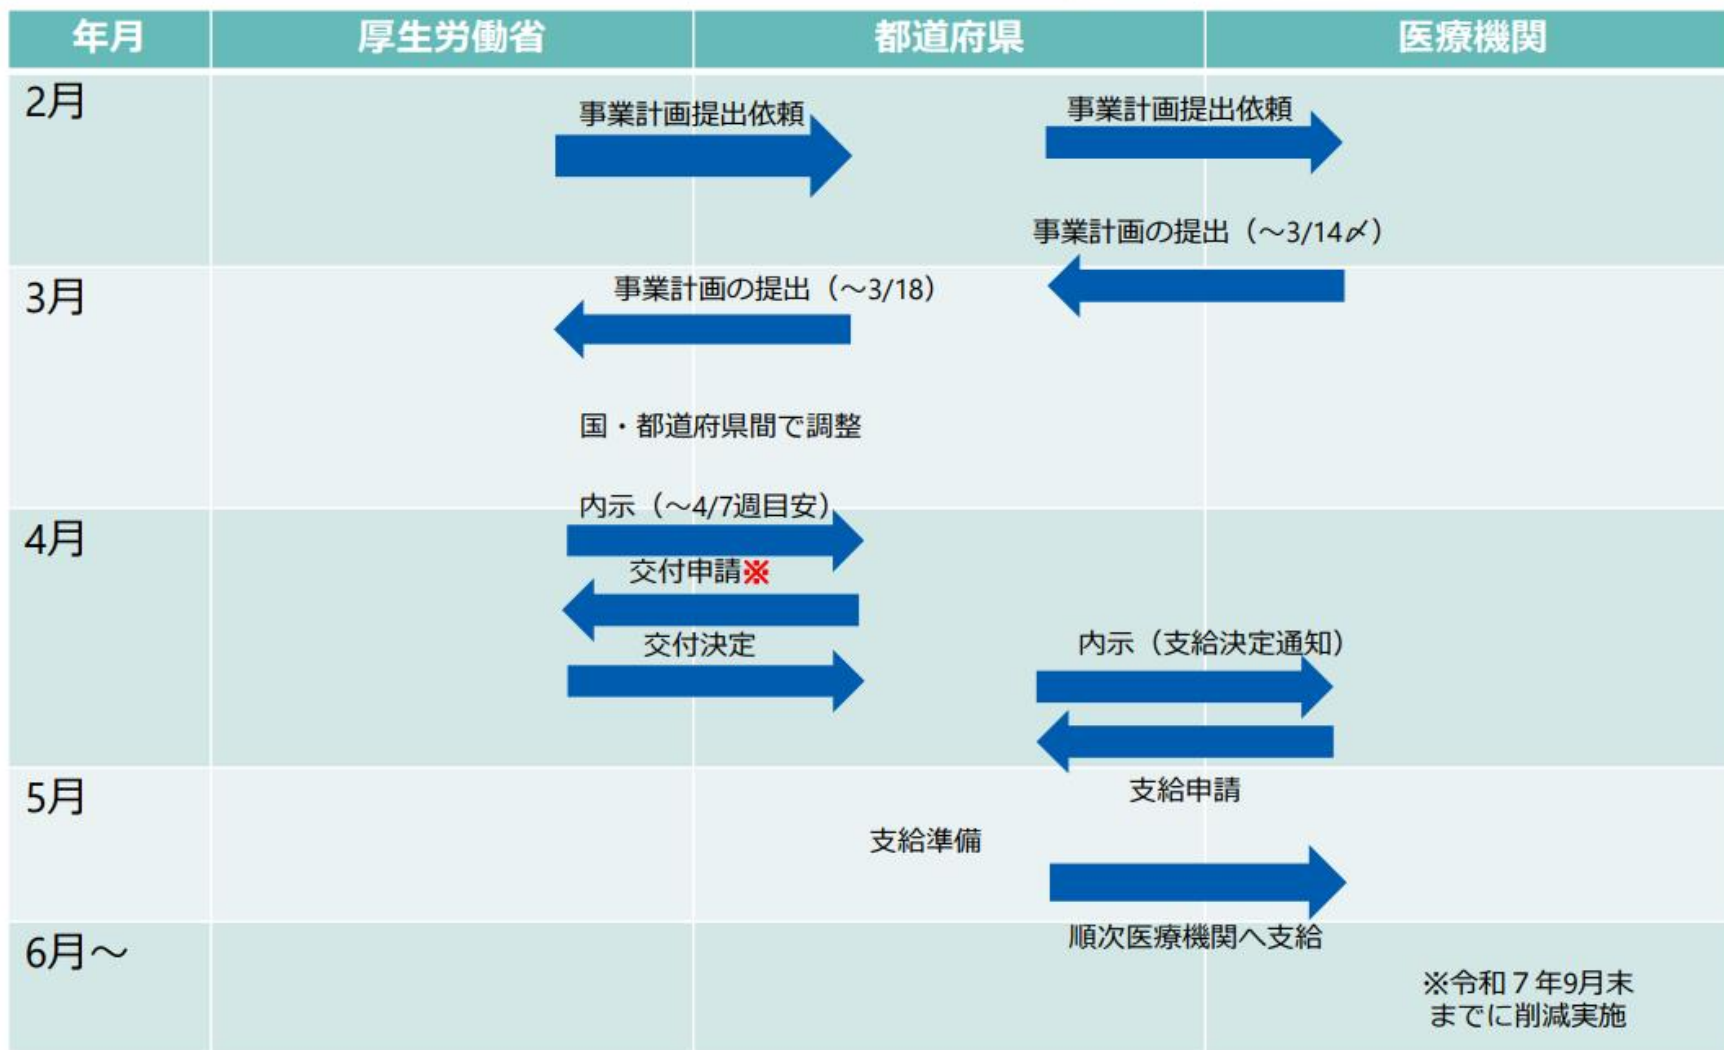 年月
厚生労働省
都道府県
医療機関
2月
事業計画提出依頼
事業計画提出依頼
事業計画の提出（～3/14〆）
3月
事業計画の提出（～3/18）
国・都道府県間で調整
内示（～4/7週目安）
4月
交付申請※
交付決定
内示（支給決定通知）
5月
支給申請
支給準備
6月～
順次医療機関へ支給
※令和７年9月末
までに削減実施